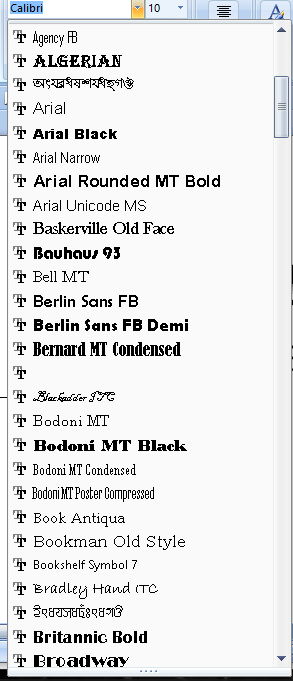 Calibri 10
Agency FB
ALGERIAN
Arial
Arial Black
Arial Narrow
Arial Rounded MT Bold
Arial Unicode MS
Baskerville Old Face
Bauhaus 93
Bell MT
Berlin Sans FB
Berlin Sans FB Demi
Bernard MT Condensed
Blackadder ITC
Bodoni MT
Bodoni MT Black
Bodoni MT Condensed
Bodoni MT Poster Compressed
Book Antiqua
Bookman Old Style
Bookshelf Symbol 7
Bradley Hand ITC
Britannic Bold
Broadway